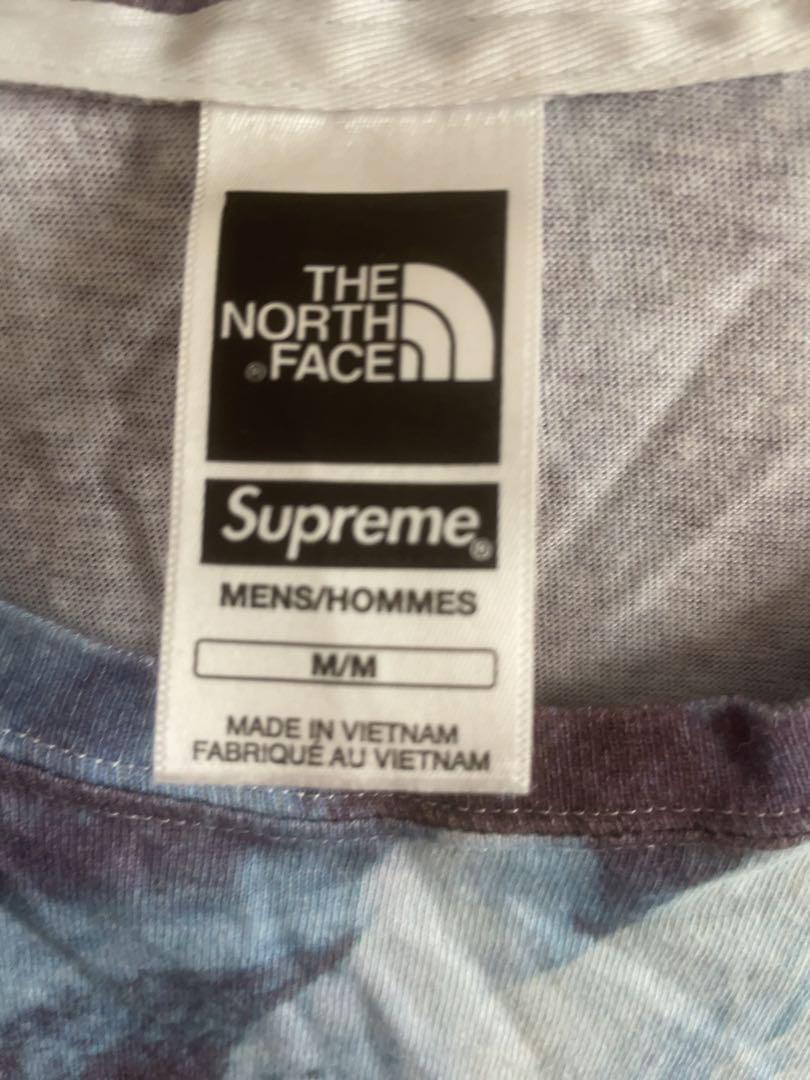 THE
NORTH
®FACE
Supreme®
MENS/HOMMES
M/M
MADE IN VIETNAM
FABRIQUÉ AU VIETNAM